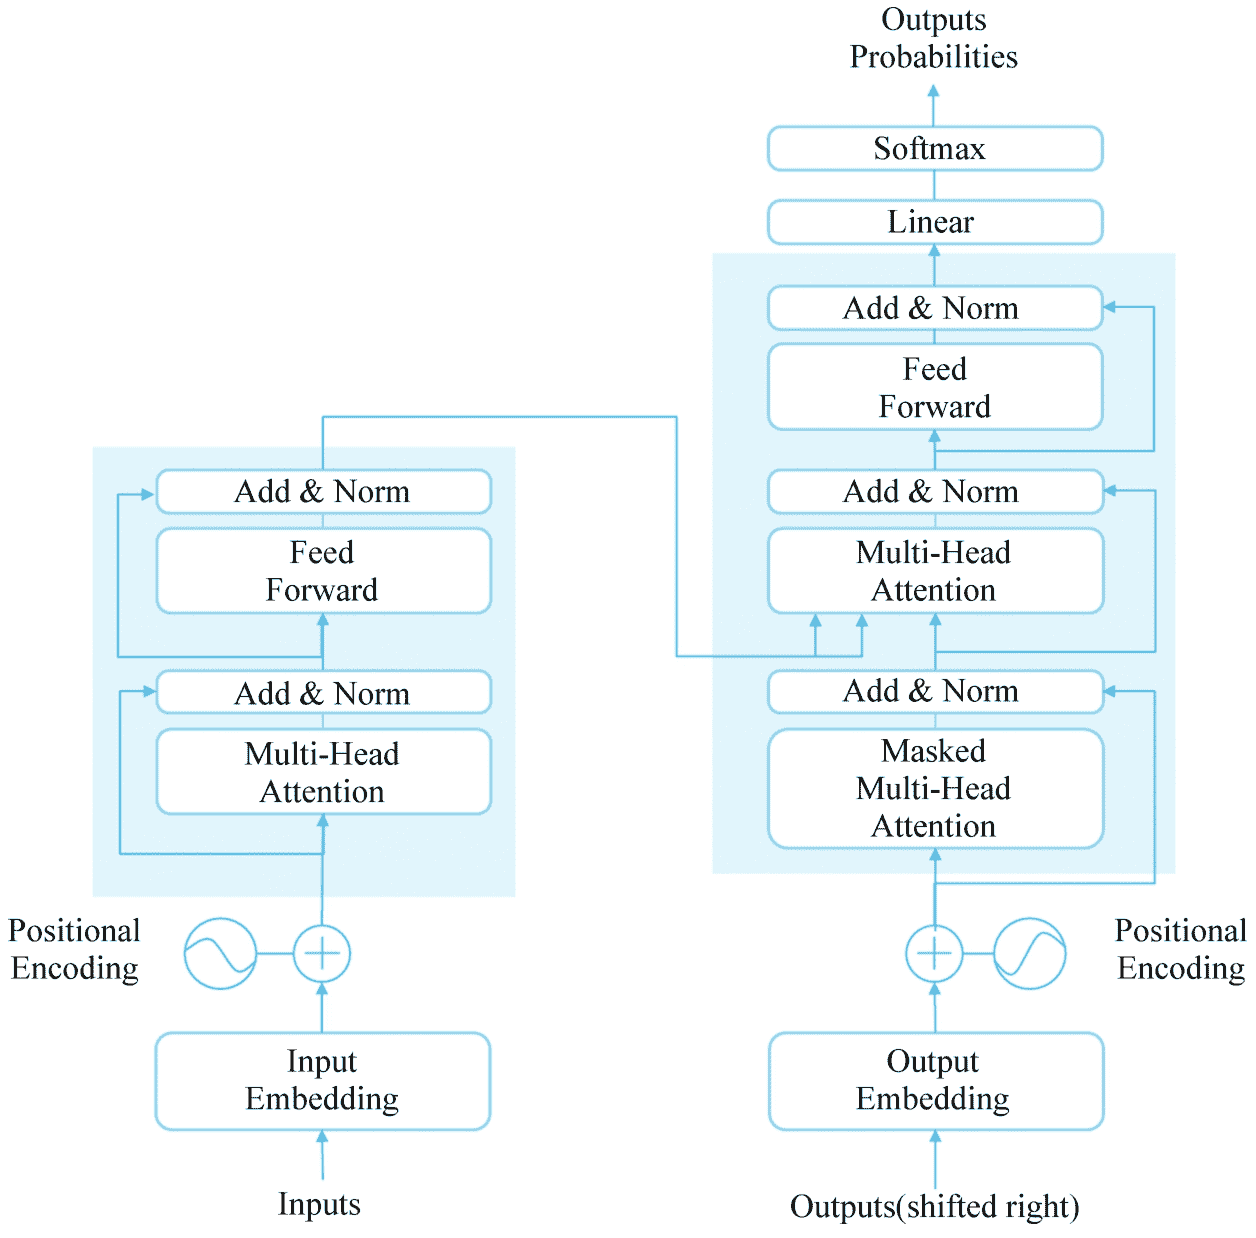 Outputs
Probabilities
Softmax
Linear
Add & Norm
Feed
Forward
Add & Norm
Multi-Head
Attention
Add & Norm
Masked
Multi-Head
Attention
Positional
Encoding
Output
Embedding
Outputs(shifted right)
Add & Norm
Feed
Forward
Add & Norm
Multi-Head
Attention
Positional
Encoding
Input
Embedding
Inputs